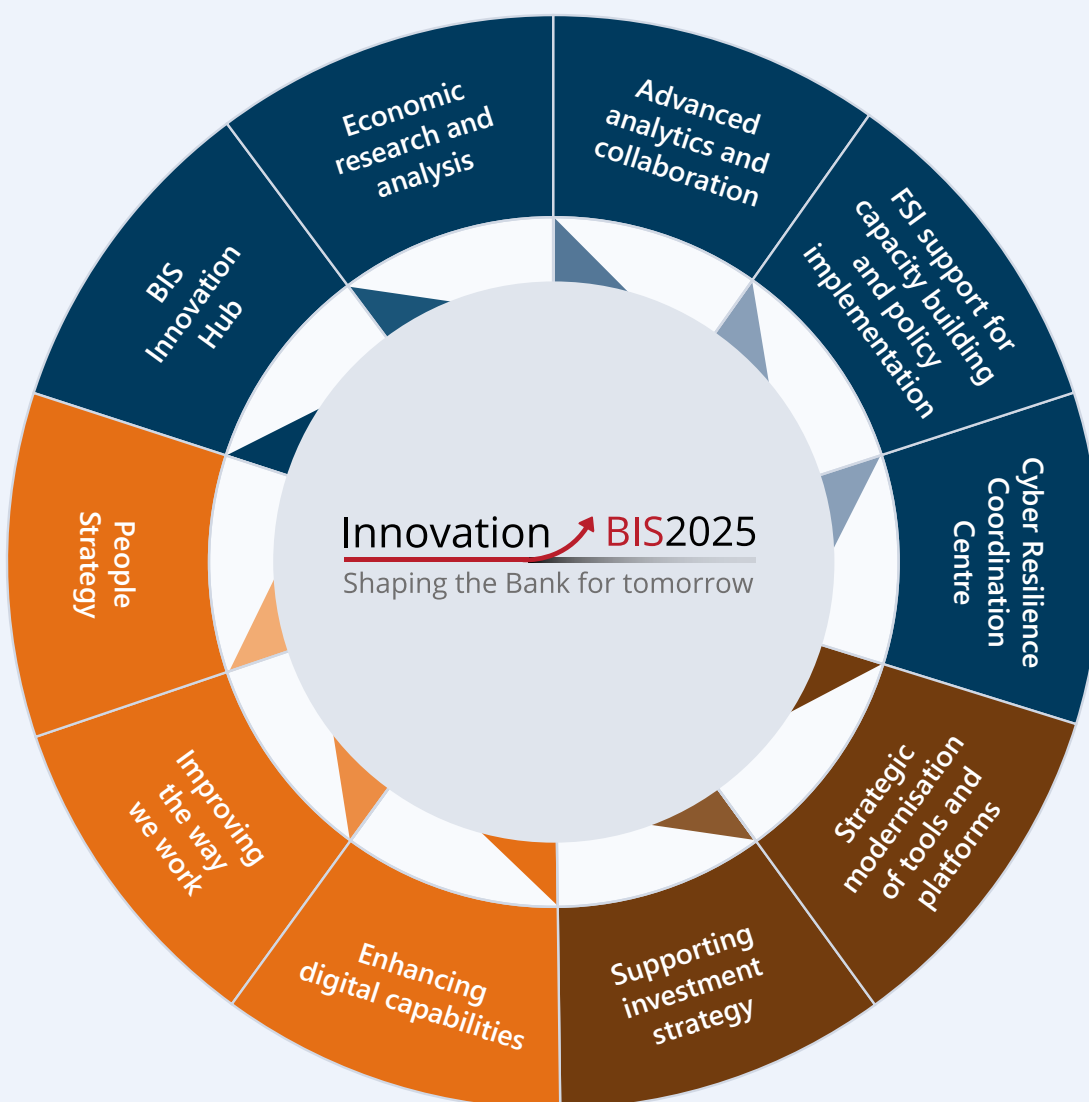 Economic
research and
analysis
Advanced
analytics and
collaboration
FSI support for
capacity building
and policy
implementation
Cyber Resilience
Coordination
Centre
Strategic
modernisation
of tools and
platforms
Supporting
investment
strategy
Enhancing
digital capabilities
Improving
the way
we work
People
Strategy
BIS
Innovation
Hub
Innovation BIS2025
Shaping the Bank for tomorrow